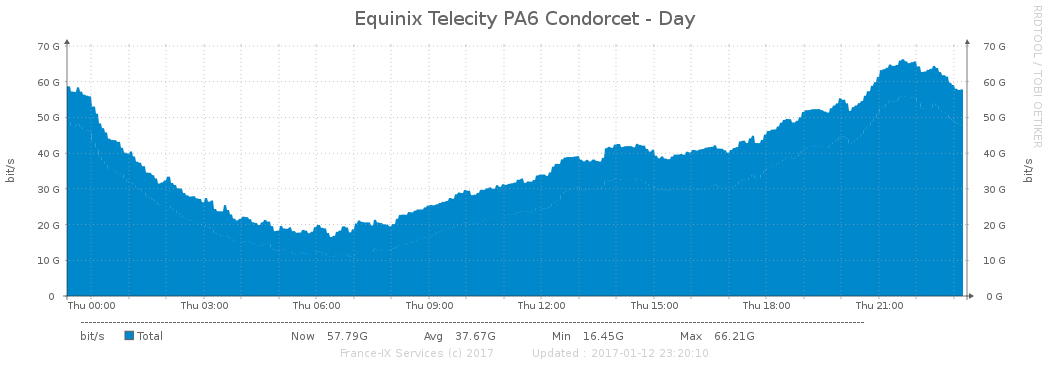 Equinix Telecity PA6 Condorcet - Day
RRDTOOL / TOBI OETIKER
70 G 70 G
60 G 60 G
50 G 50 G
40 G 40 G
30 G 30 G
20 G 20 G
10 G 10 G
0 0 G
bit/s bit/s
Thu 00:00 Thu 03:00 Thu 06:00 Thu 09:00 Thu 12:00 Thu 15:00 Thu 18:00 Thu 21:00
bit/s Total Now 57.79G Avg 37.67G Min 16.45G Max 66.21G
France-IX Services (c) 2017 Updated : 2017-01-12 23:20:10